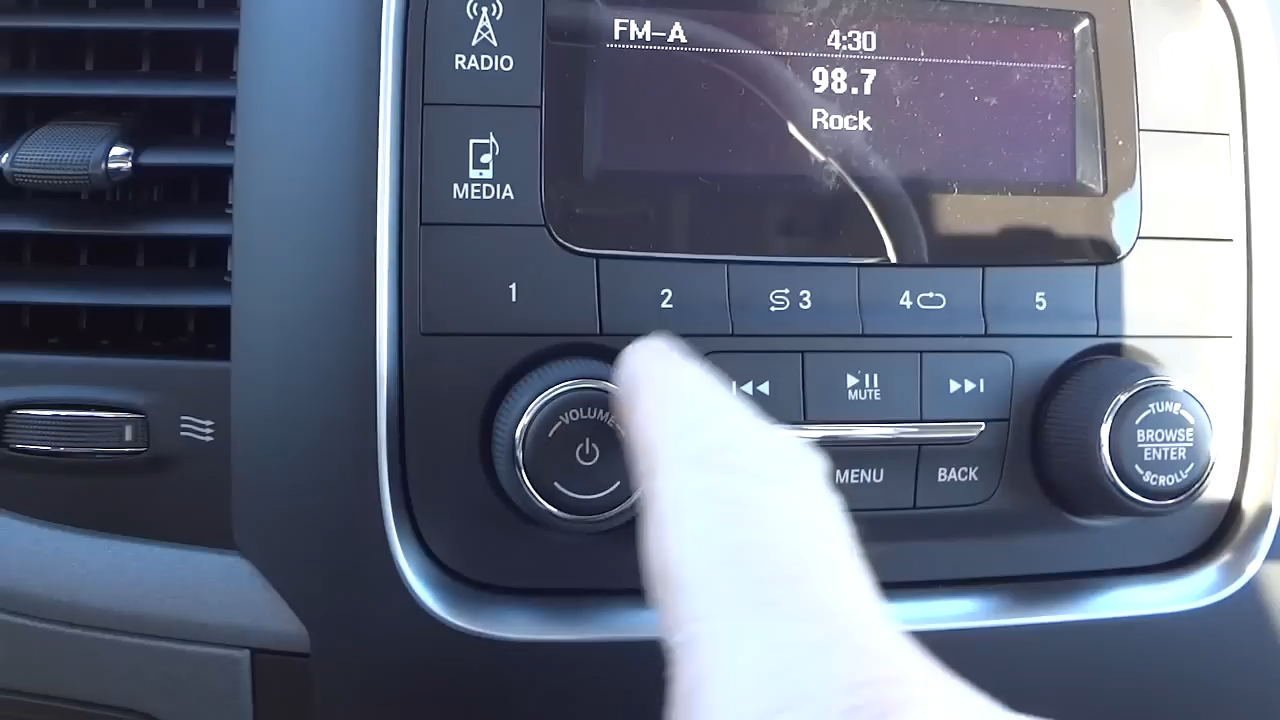 FM-A 4:30
98.7
Rock
RADIO
MEDIA
1 2 3 4 5
VOLUME
MUTE
MENU BACK
TUNE
BROWSE
ENTER
SCROLL